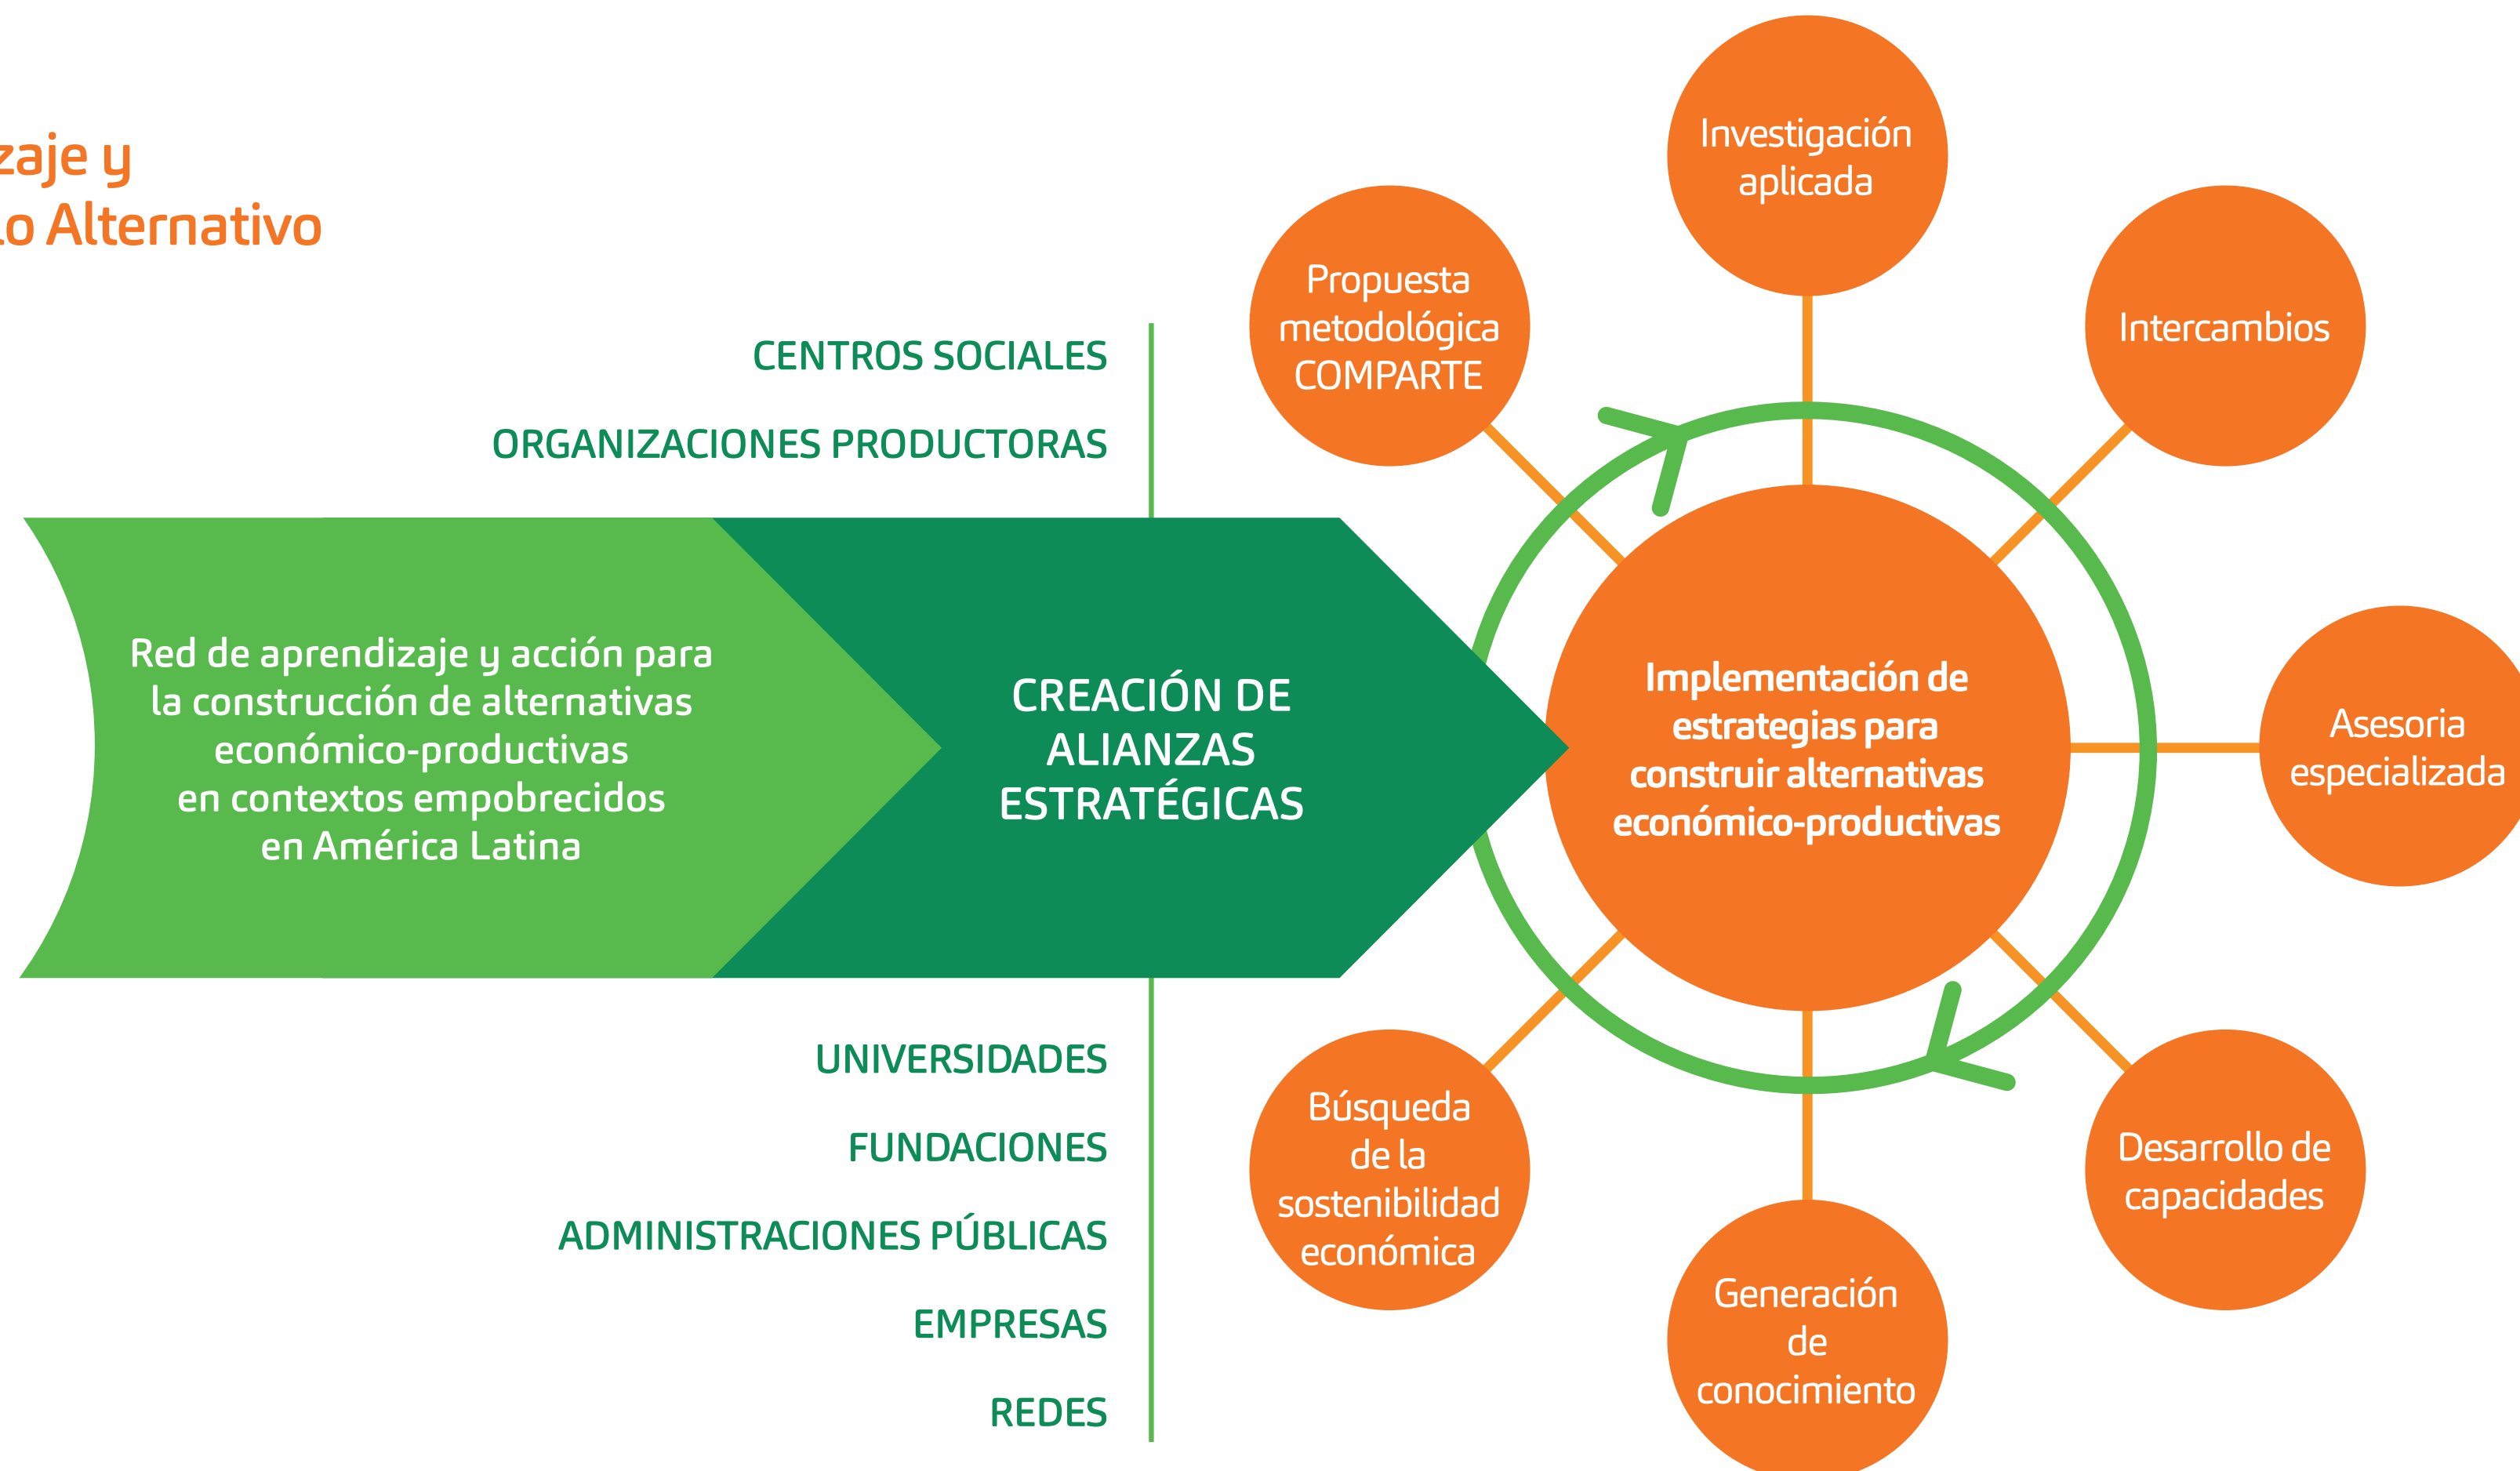 Alternativo
CENTROS SOCIALES
ORGANIZACIONES PRODUCTORAS
Red de aprendizaje y acción para
la construcción de alternativas
económico-productivas
en contextos empobrecidos
en América Latina
CREACIÓN DE
ALIANZAS
ESTRATÉGICAS
UNIVERSIDADES
FUNDACIONES
ADMINISTRACIONES PÚBLICAS
EMPRESAS
REDES
Propuesta
metodológica
COMPARTE
Investigación
aplicada
Intercambios
Implementación de
estrategias para
construir alternativas
económico-productivas
Asesoria
especializada
Desarrollo de
capacidades
Generación
de
conocimiento
Búsqueda
de la
sostenibilidad
económica